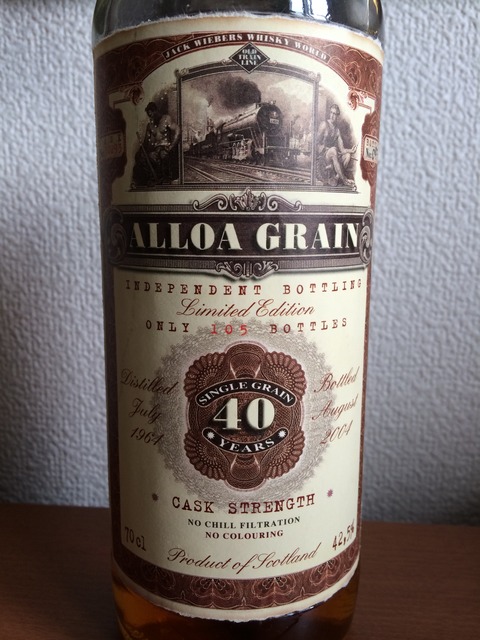 JACK WIEBERS WHISKY WORLD
OLD
TRAIN
LINE
ALLOA GRAIN
INDEPENDENT BOTTLING
Limited Edition
ONLY 105 BOTTLES
Distilled
July
1964
SINGLE GRAIN
40
YEARS
Bottled
August
2004
CASK STRENGTH
NO CHILL FILTRATION
NO COLOURING
70 cl
Product of Scotland
42,5%